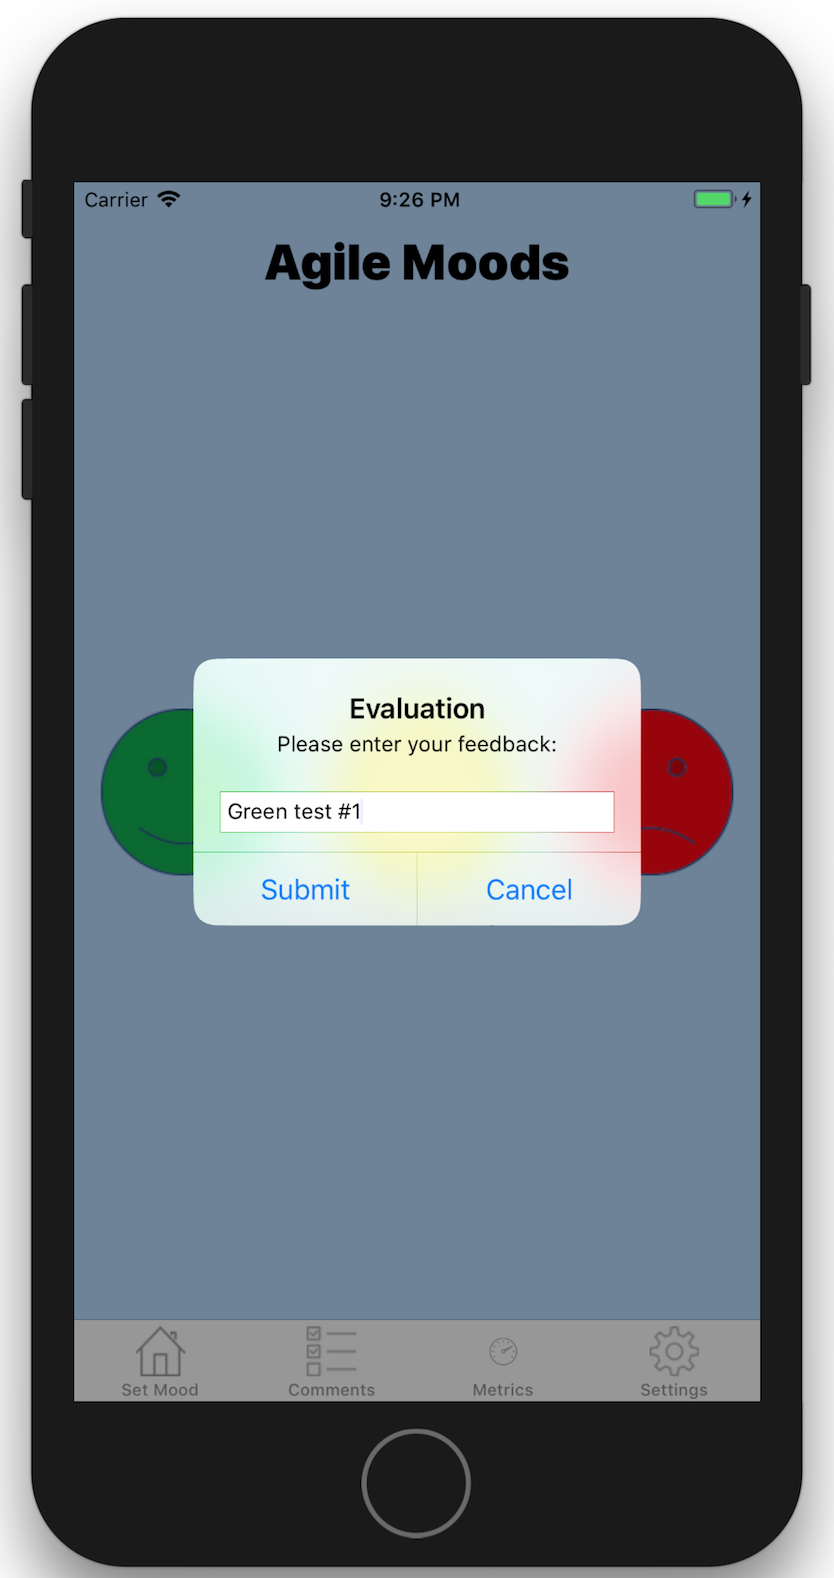 Carrier 9:26 PM
Agile Moods
Evaluation
Please enter your feedback:
Green test #1
Submit Cancel
Set Mood Comments Metrics Settings